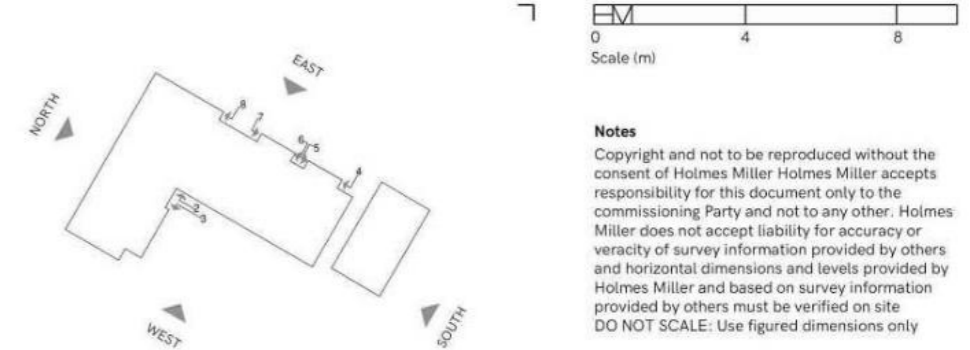 EAST
NORTH
8
7
6
5
4
2
3
WEST
SOUTH
HM
0 4 8
Scale (m)
Notes
Copyright and not to be reproduced without the
consent of Holmes Miller Holmes Miller accepts
responsibility for this document only to the
commissioning Party and not to any other. Holmes
Miller does not accept liability for accuracy or
veracity of survey information provided by others
and horizontal dimensions and levels provided by
Holmes Miller and based on survey information
provided by others must be verified on site
DO NOT SCALE: Use figured dimensions only